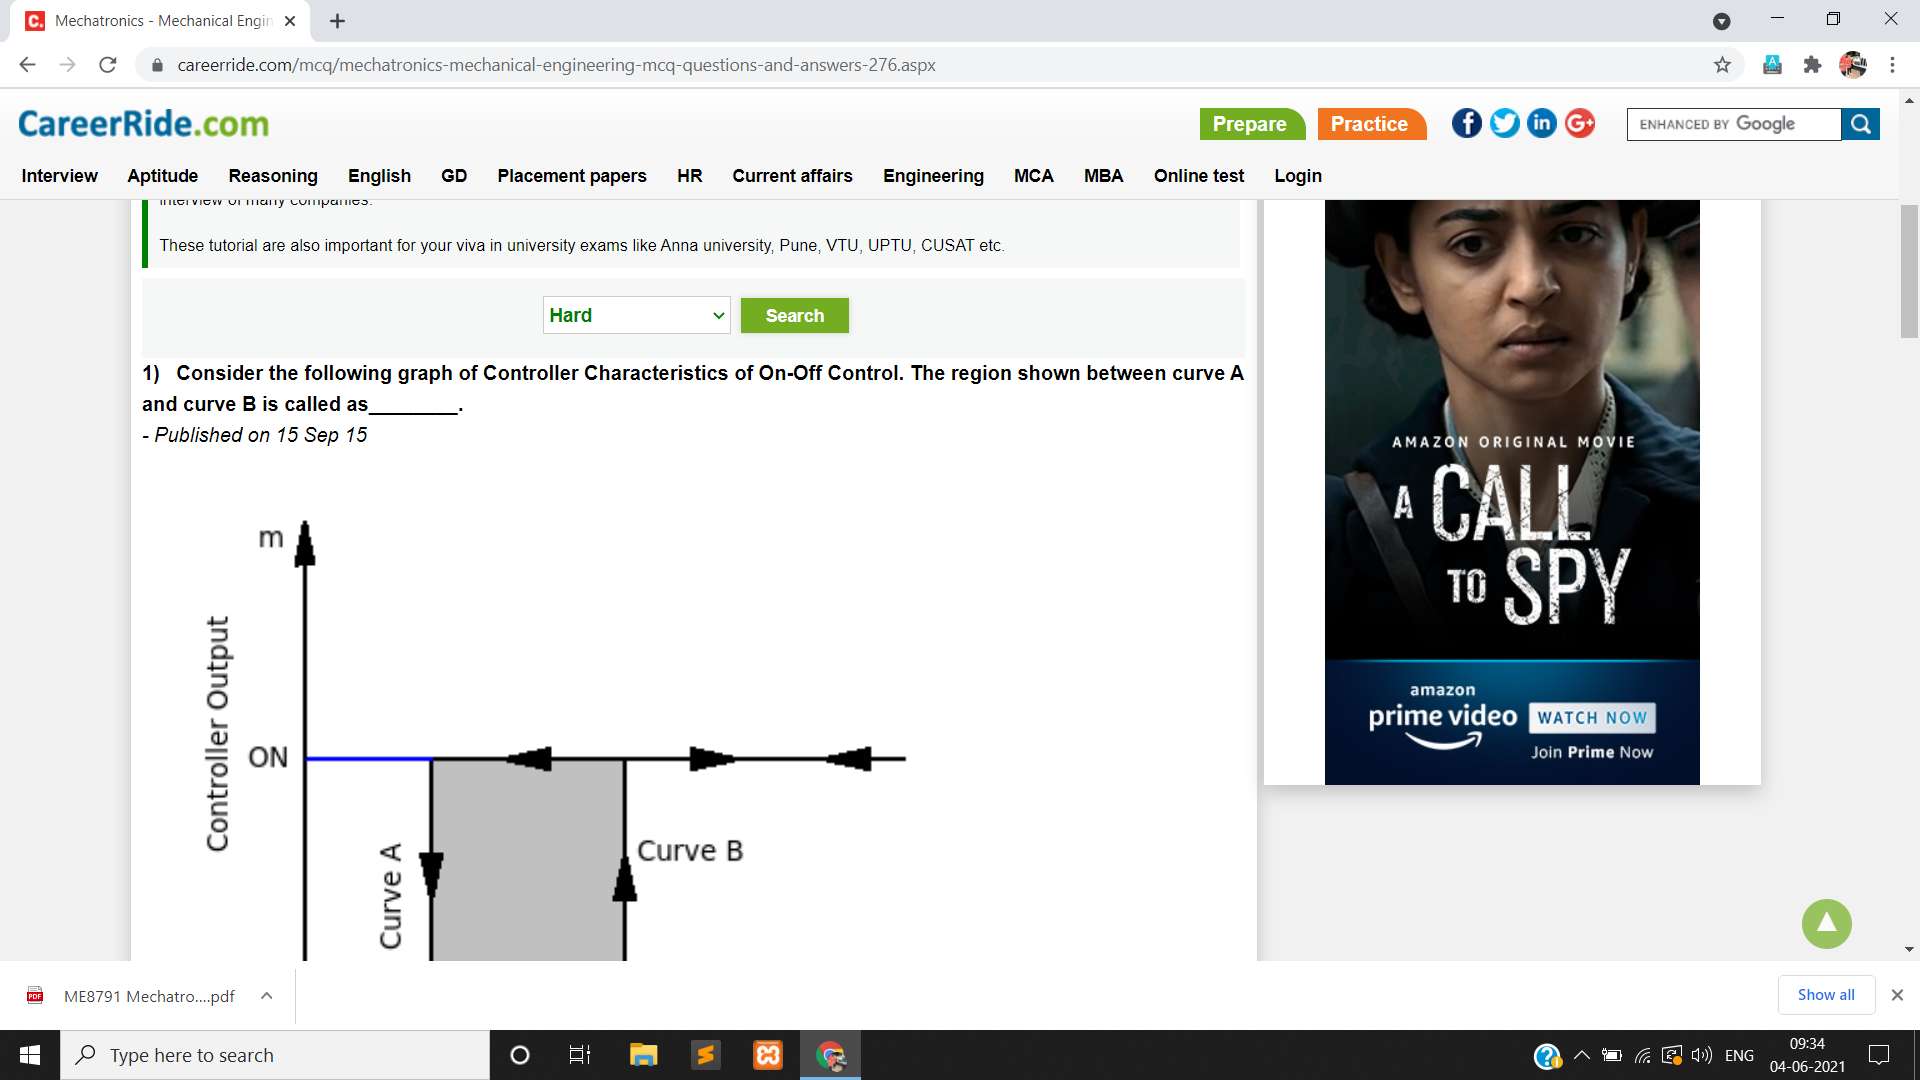 Mechatronics - Mechanical Engin
careerride.com/mcq/mechatronics-mechanical-engineering-mcq-questions-and-answers-276.aspx
CareerRide.com
Prepare
Practice
ENHANCED BY Google
Interview Aptitude Reasoning English GD Placement papers HR Current affairs Engineering MCA MBA Online test Login
interview of many companies.
These tutorial are also important for your viva in university exams like Anna university, Pune, VTU, UPTU, CUSAT etc.
Hard
Search
1) Consider the following graph of Controller Characteristics of On-Off Control. The region shown between curve A
and curve B is called as________.
- Published on 15 Sep 15
m
Controller Output
ON
Curve A
Curve B
AMAZON ORIGINAL MOVIE
A CALL
TO SPY
amazon
prime video
WATCH NOW
Join Prime Now
PDF
ME8791 Mechatro....pdf
Show all
Type here to search
ENG
09:34
04-06-2021